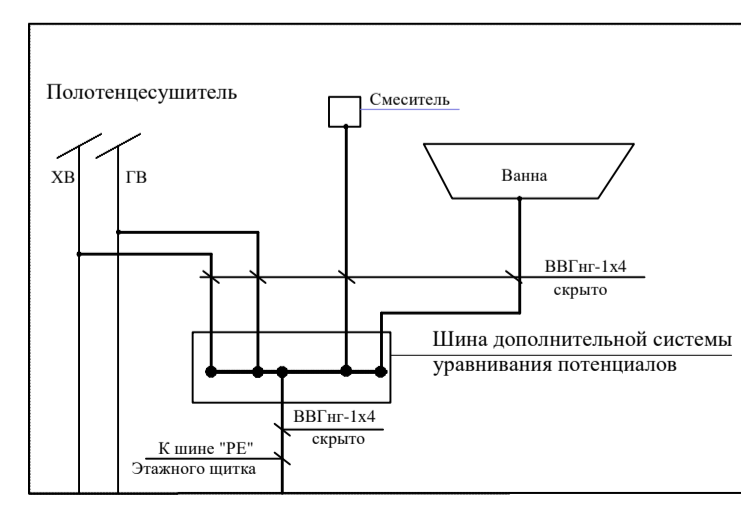 Полотенцесушитель
Смеситель
ХВ
ГВ
Ванна
ВВГнг-1х4
скрыто
Шина дополнительной системы
уравнивания потенциалов
ВВГнг-1х4
скрыто
К шине "PE"
Этажного щитка